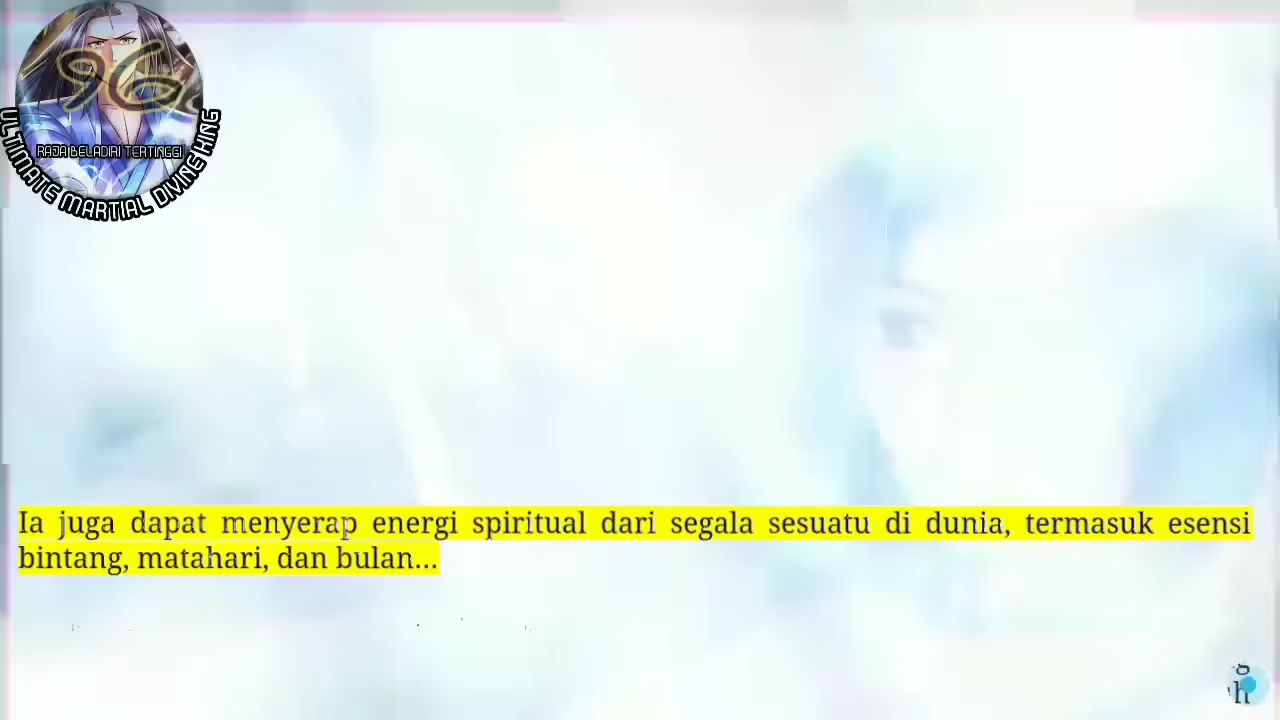 RAJA BELADIRI TERTINGGI
ULTIMATE MARTIAL DIVINE KING
Ia juga dapat menyerap energi spiritual dari segala sesuatu di dunia, termasuk esensi
bintang, matahari, dan bulan...
g
h